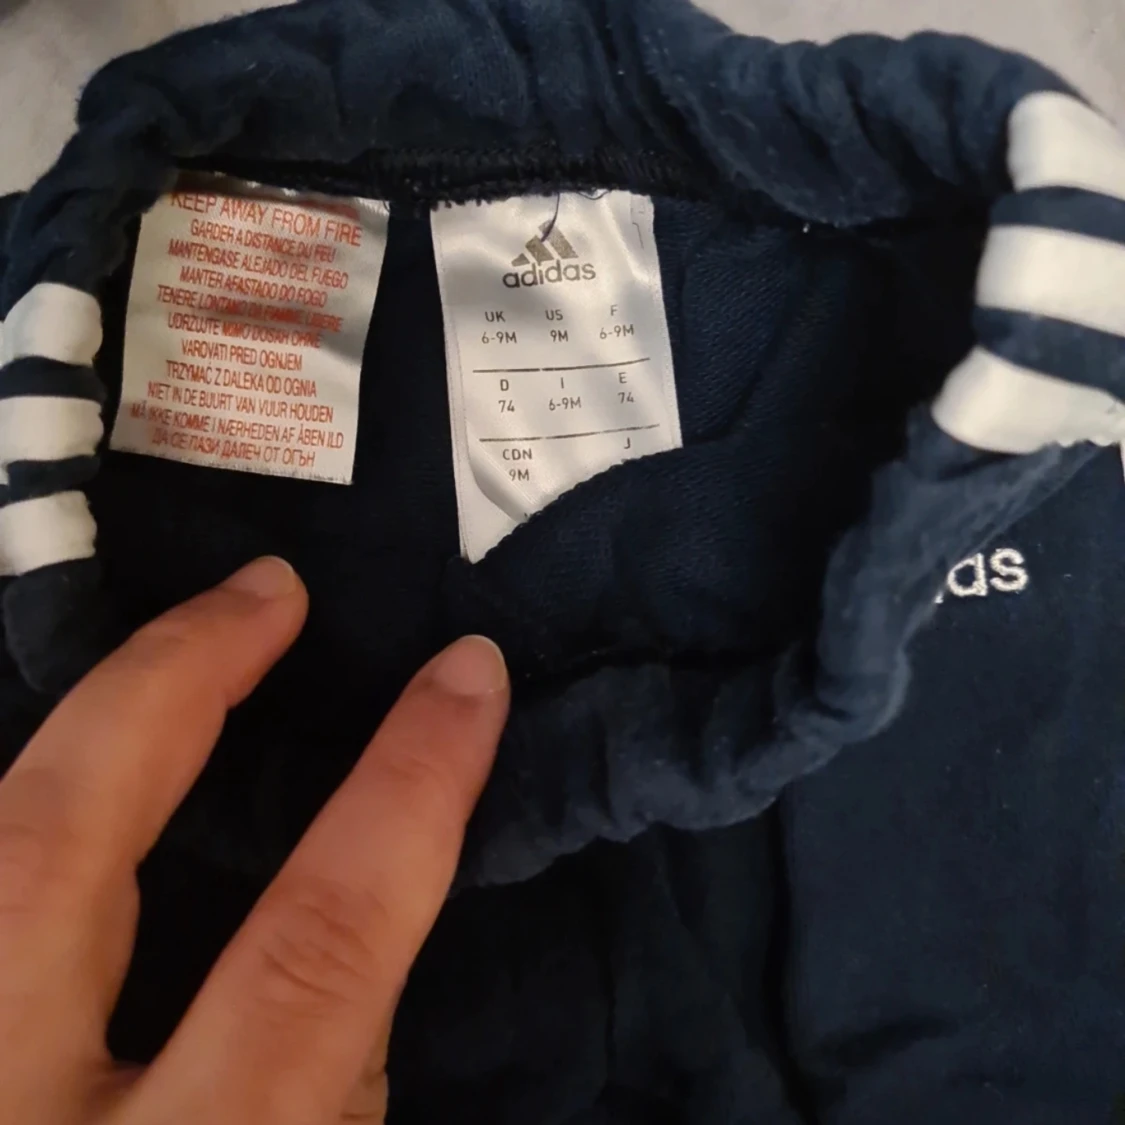 KEEP AWAY FROM FIRE
GARDER A DISTANCE DU FEU
MANTENGASE ALEJADO DEL FUEGO
MANTER AFASTADO DO FOGO
TENERE LONTANO DA FIAMME LIBERE
UDRZUJTE MIMO DOSAH OHNE
VAROVATI PRED OGNJEM
TRZYMAĆ Z DALEKA OD OGNIA
NIET IN DE BUURT VAN VUUR HOUDEN
MÅ IKKE KOMME I NÆRHEDEN AF ÅBEN ILD
ДА СЕ ПАЗИ ДАЛЕЧ ОТ ОГЪН
adidas
UK US F
6-9M 9M 6-9M
D I E
74 6-9M 74
CDN J
9M
das